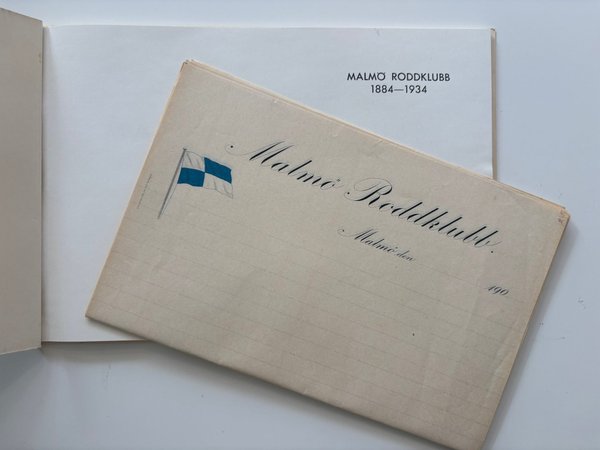 MALMÖ RODDKLUBB
1884—1934
Malmö Roddklubb.
Malmö den
190